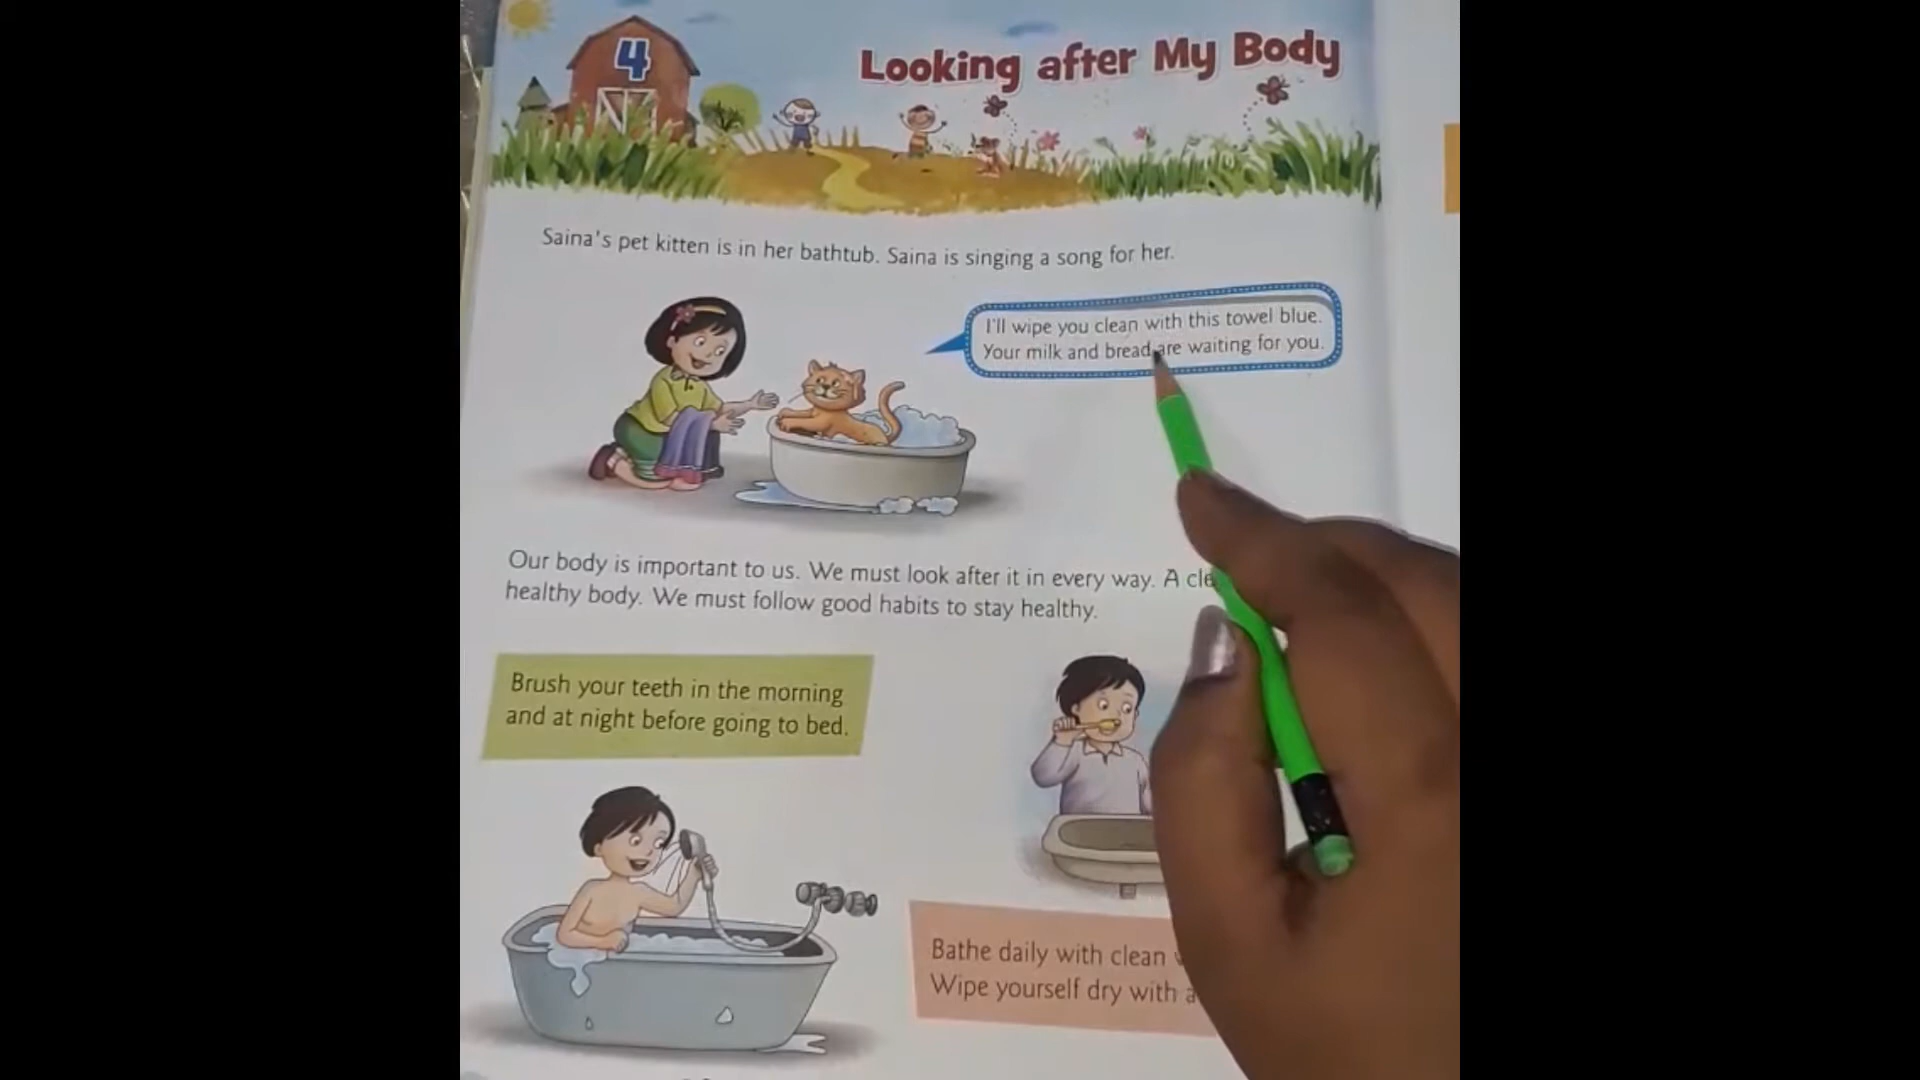 4
Looking after My Body
Saina's pet kitten is in her bathtub. Saina is singing a song for her.
I'll wipe you clean with this towel blue.
Your milk and bread are waiting for you.
Our body is important to us. We must look after it in every way. A
healthy body. We must follow good habits to stay healthy.
Brush your teeth in the morning
and at night before going to bed.
Bathe daily with clean
Wipe yourself dry with a